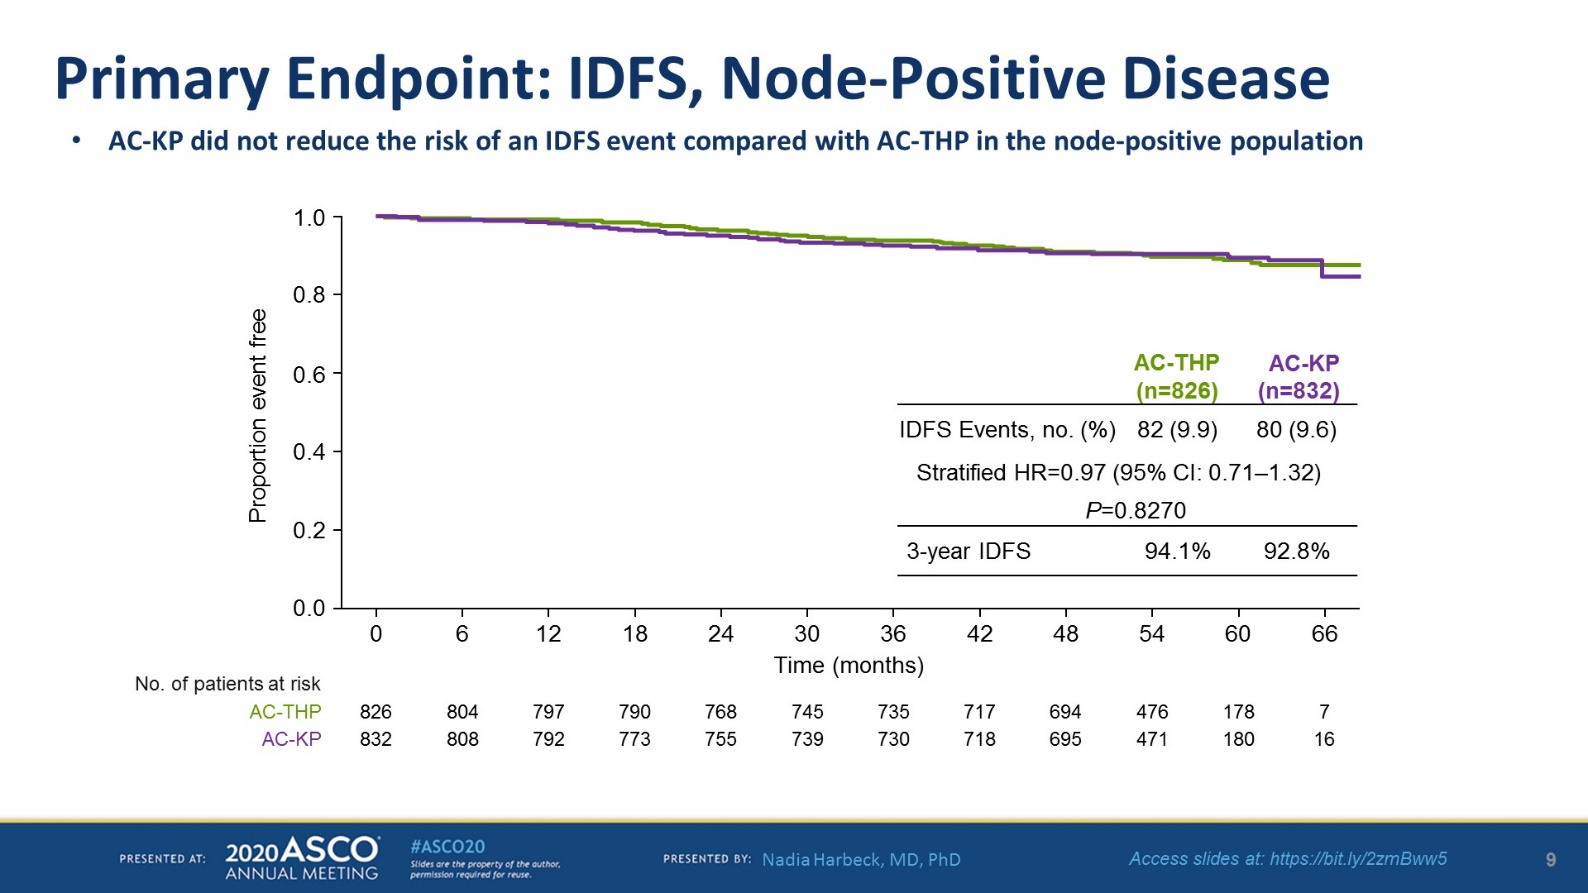 Primary Endpoint: IDFS, Node-Positive Disease
• AC-KP did not reduce the risk of an IDFS event compared with AC-THP in the node-positive population
Proportion event free
1.0
0.8
0.6
0.4
0.2
0.0
AC-THP AC-KP
(n=826) (n=832)
IDFS Events, no. (%) 82 (9.9) 80 (9.6)
Stratified HR=0.97 (95% CI: 0.71–1.32)
P=0.8270
3-year IDFS 94.1% 92.8%
0 6 12 18 24 30 36 42 48 54 60 66
Time (months)
No. of patients at risk
AC-THP 826 804 797 790 768 745 735 717 694 476 178 7
AC-KP 832 808 792 773 755 739 730 718 695 471 180 16
PRESENTED AT:
2020 ASCO
ANNUAL MEETING
#ASCO20
Slides are the property of the author,
permission required for reuse.
PRESENTED BY: Nadia Harbeck, MD, PhD
Access slides at: https://bit.ly/2zmBww5
9